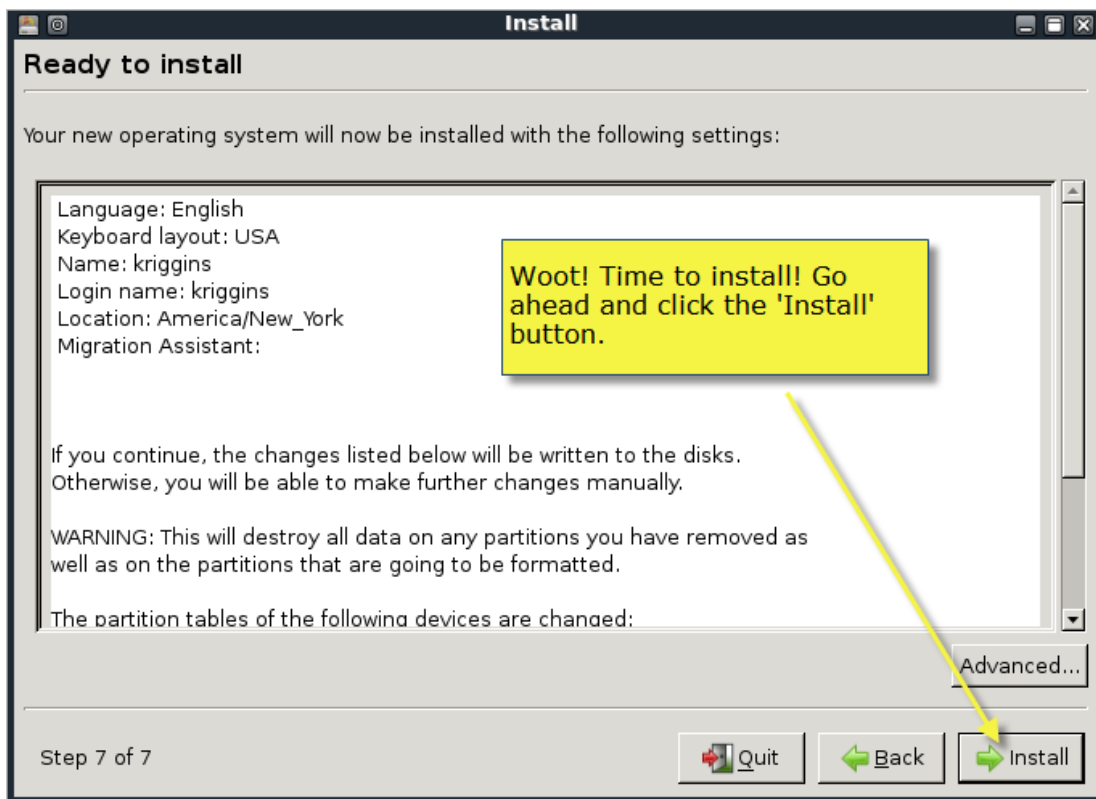 Install
Ready to install
Your new operating system will now be installed with the following settings:
Language: English
Keyboard layout: USA
Name: kriggins
Login name: kriggins
Location: America/New_York
Migration Assistant:
Woot! Time to install! Go
ahead and click the 'Install'
button.
If you continue, the changes listed below will be written to the disks.
Otherwise, you will be able to make further changes manually.
WARNING: This will destroy all data on any partitions you have removed as
well as on the partitions that are going to be formatted.
The partition tables of the following devices are changed:
Advanced...
Step 7 of 7
Quit
Back
Install